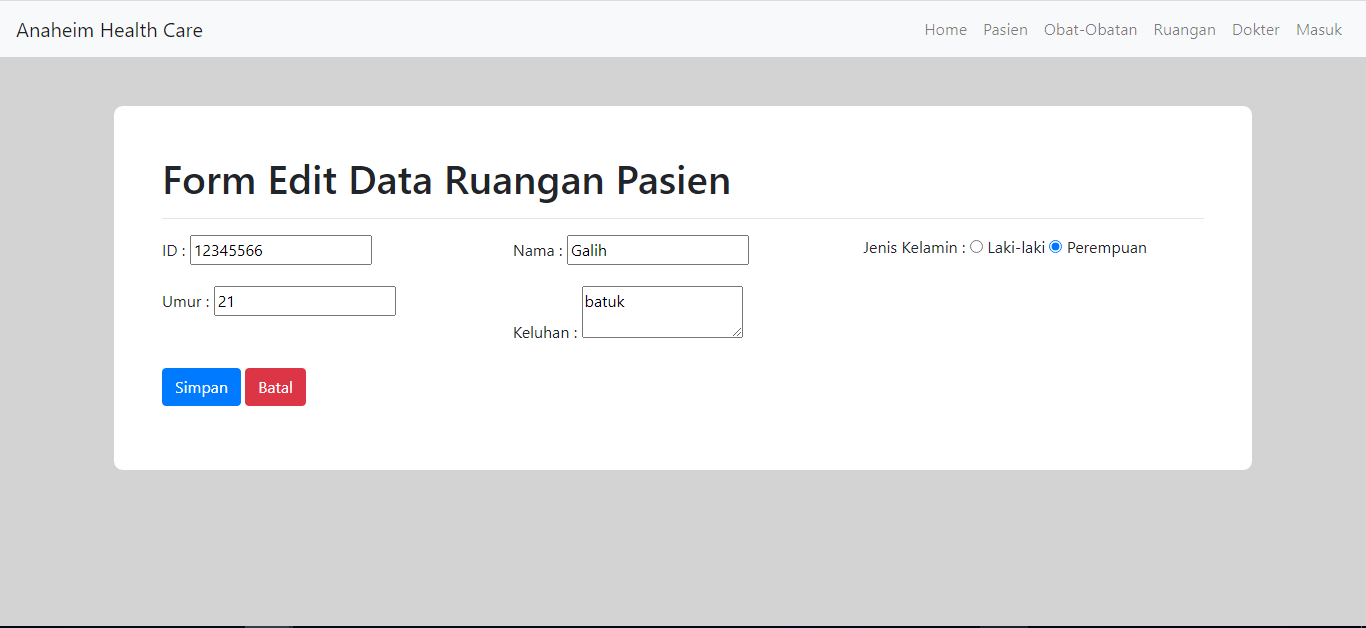 Anaheim Health Care Home Pasien Obat-Obatan Ruangan Dokter Masuk
Form Edit Data Ruangan Pasien
ID : 12345566 Nama : Galih Jenis Kelamin : Laki-laki Perempuan
Umur : 21 Keluhan : batuk
Simpan Batal